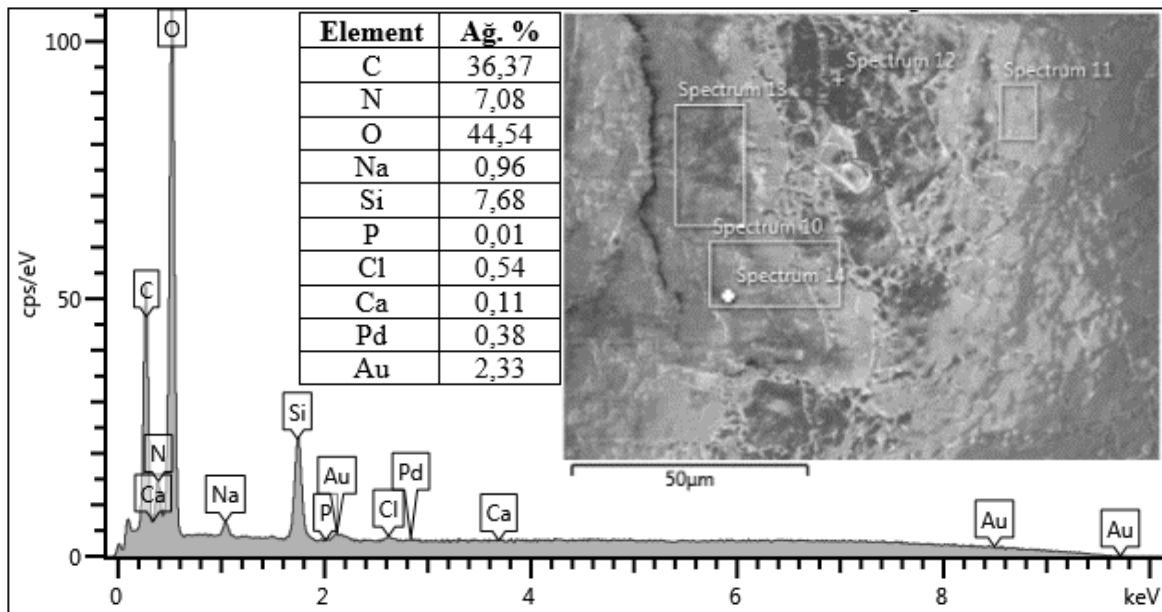 100
50
0
cps/eV
O
C
N
Ca
Na
Si
P
Au
Cl
Pd
Ca
Au
Au
0
2
4
6
8
keV
Element Ağ. %
C 36,37
N 7,08
O 44,54
Na 0,96
Si 7,68
P 0,01
Cl 0,54
Ca 0,11
Pd 0,38
Au 2,33
Spectrum 12
Spectrum 11
Spectrum 13
Spectrum 10
Spectrum 14
50µm